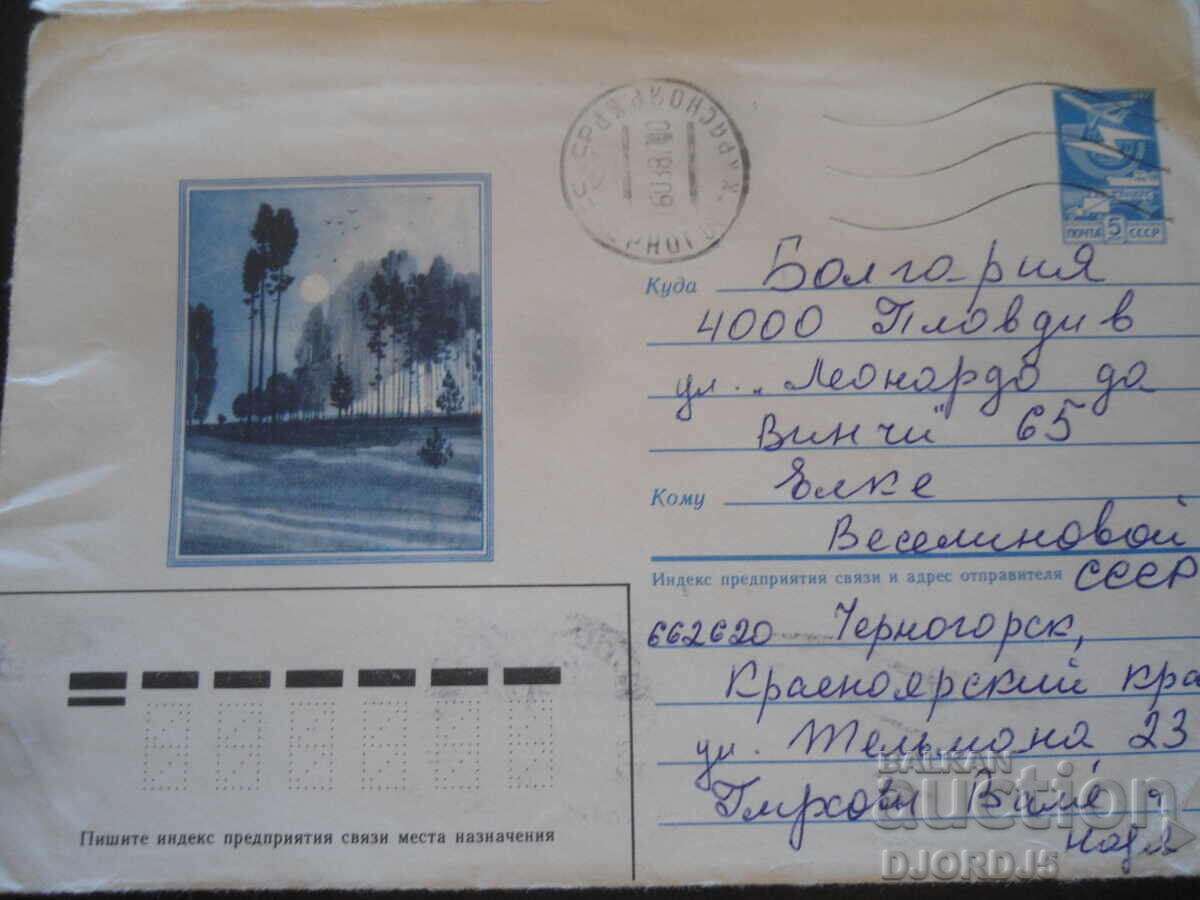 ПОЧТА 5 СССР
Куда Болгария
4000 Пловдив
ул. „Леонардо да
Винчи" 65
Кому Елке
Веселиновой
Индекс предприятия связи и адрес отправителя СССР
662620 Черногорск,
Красноярский кра
ул. Тельмана 23
Вале
Пишите индекс предприятия связи места назначения
BALKAN
auction
DJORDJ5